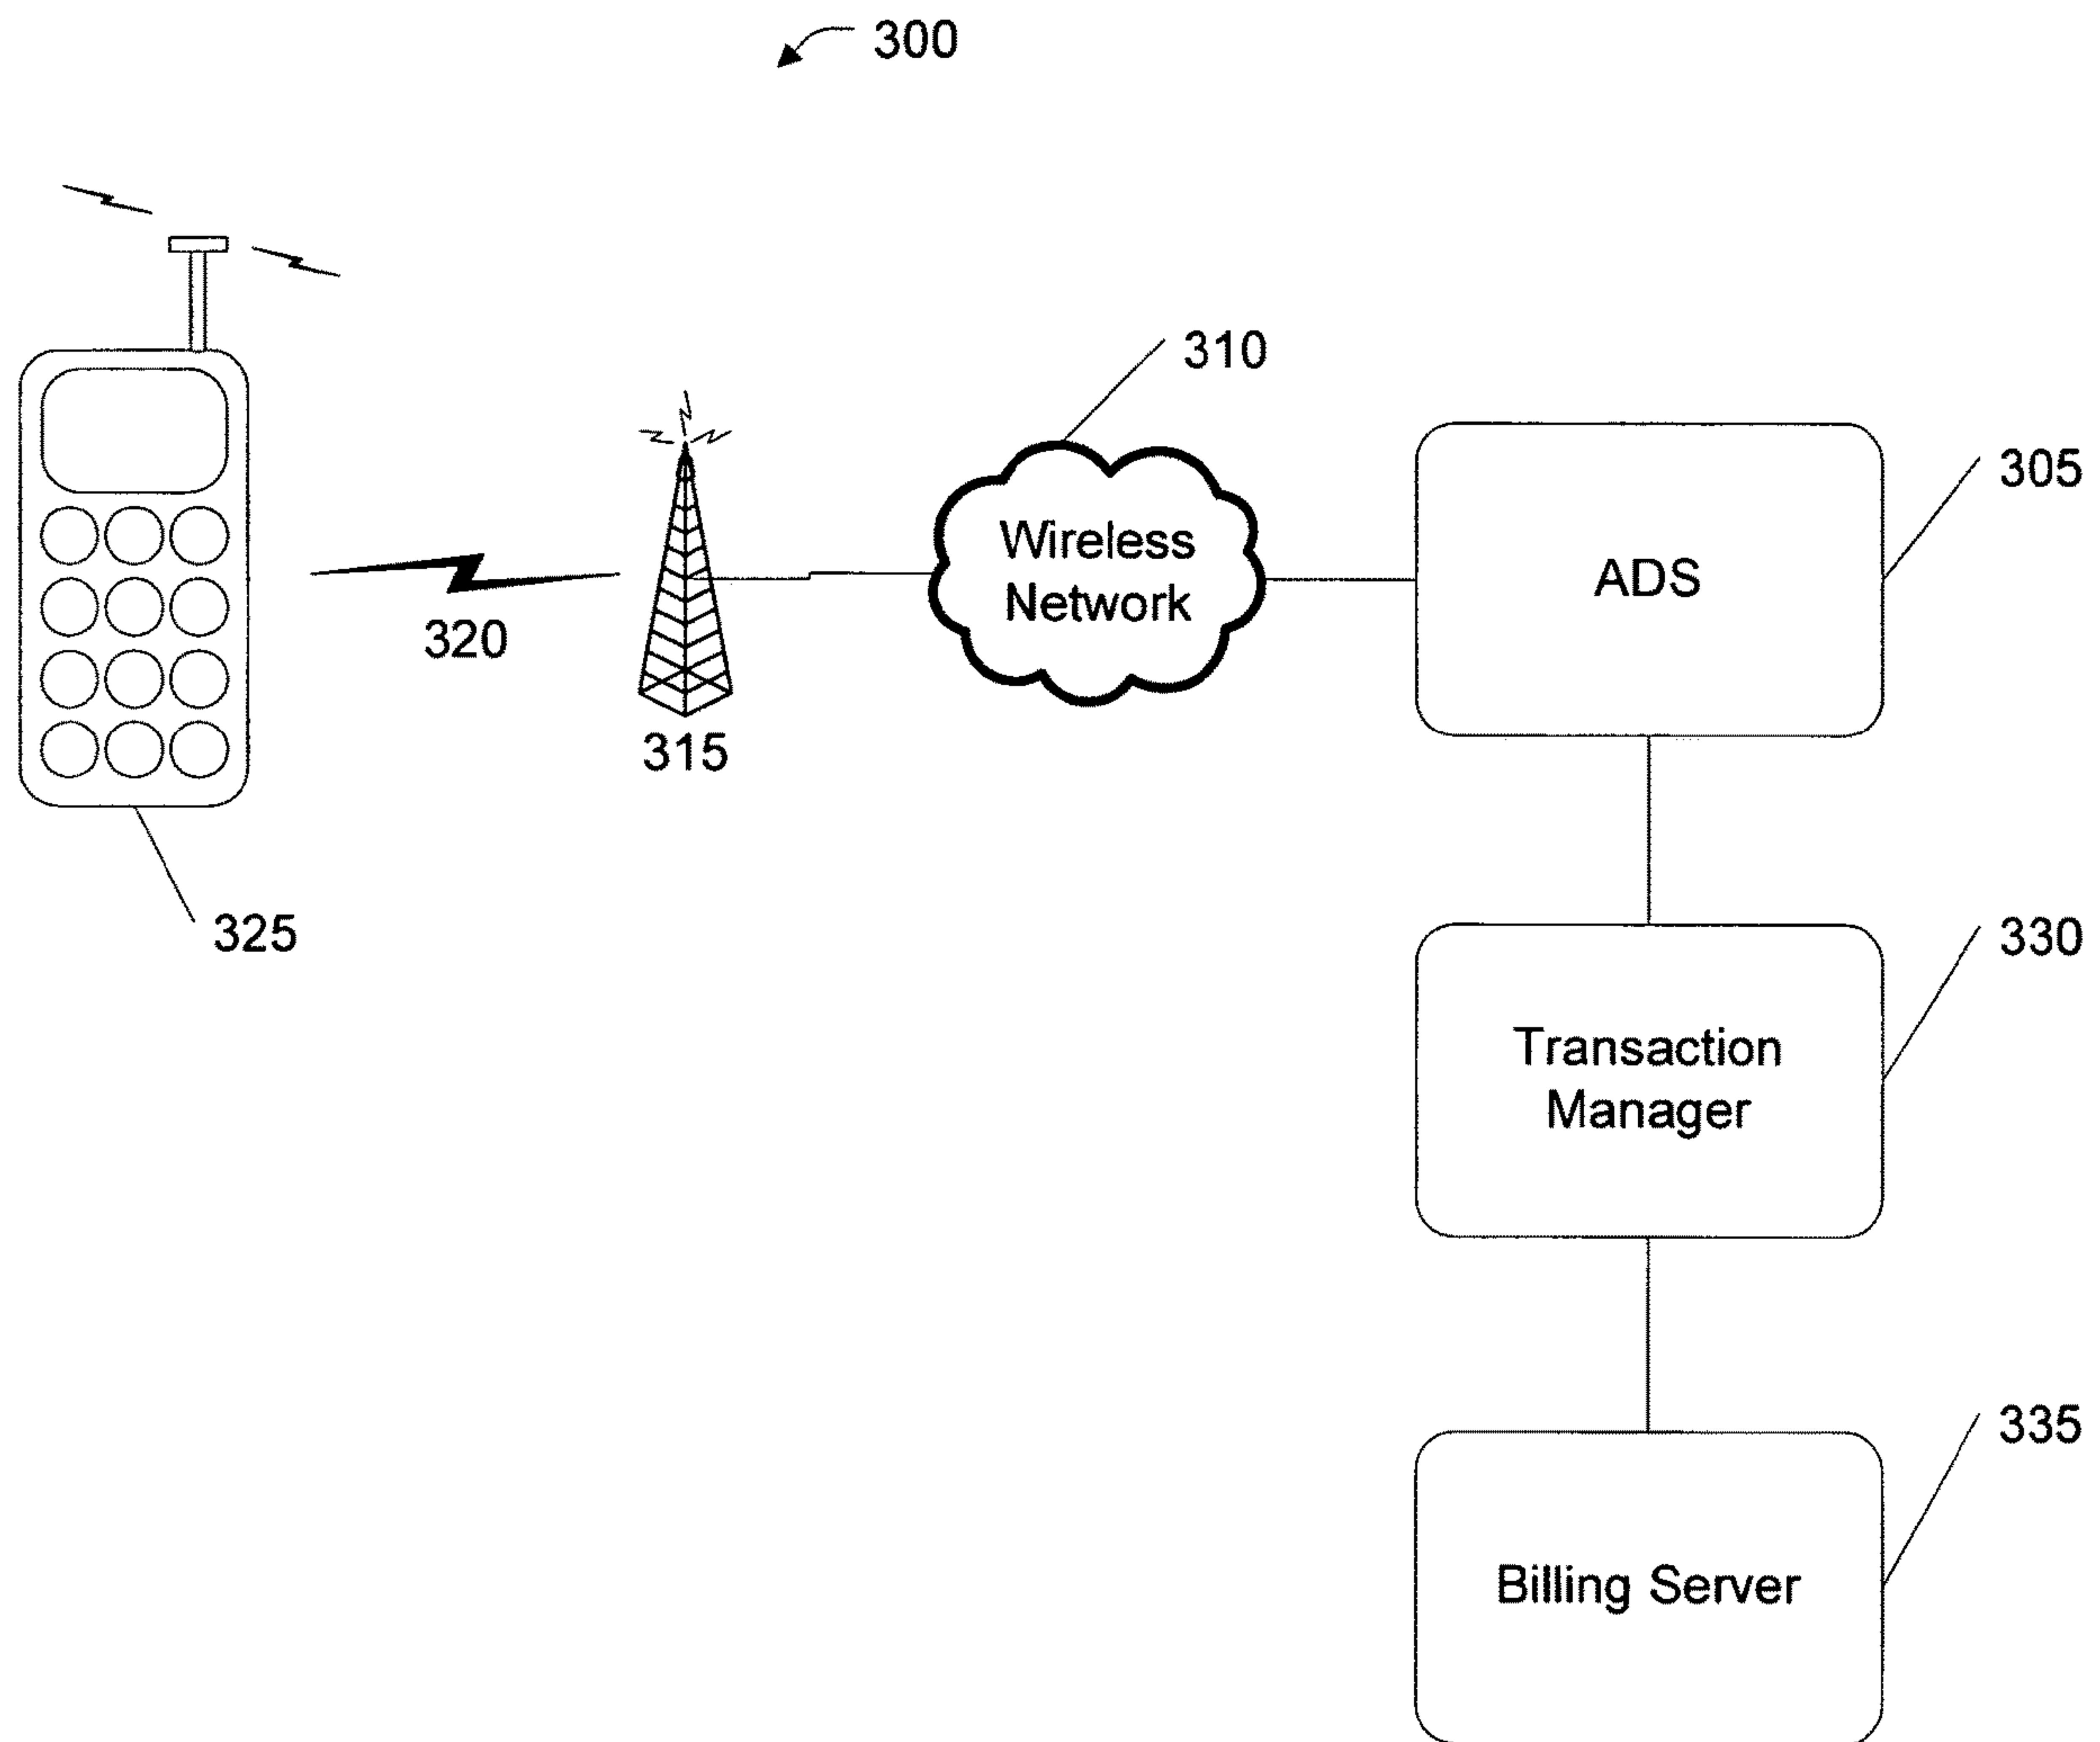 300
310
305
Wireless
Network
ADS
320
315
325
330
Transaction
Manager
335
Billing Server